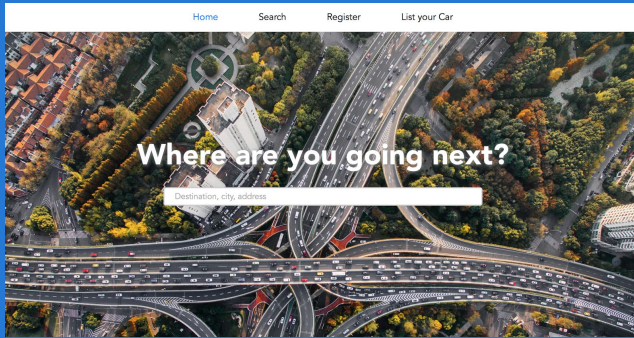 Home Search Register List your Car
Where are you going next?
Destination, city, address